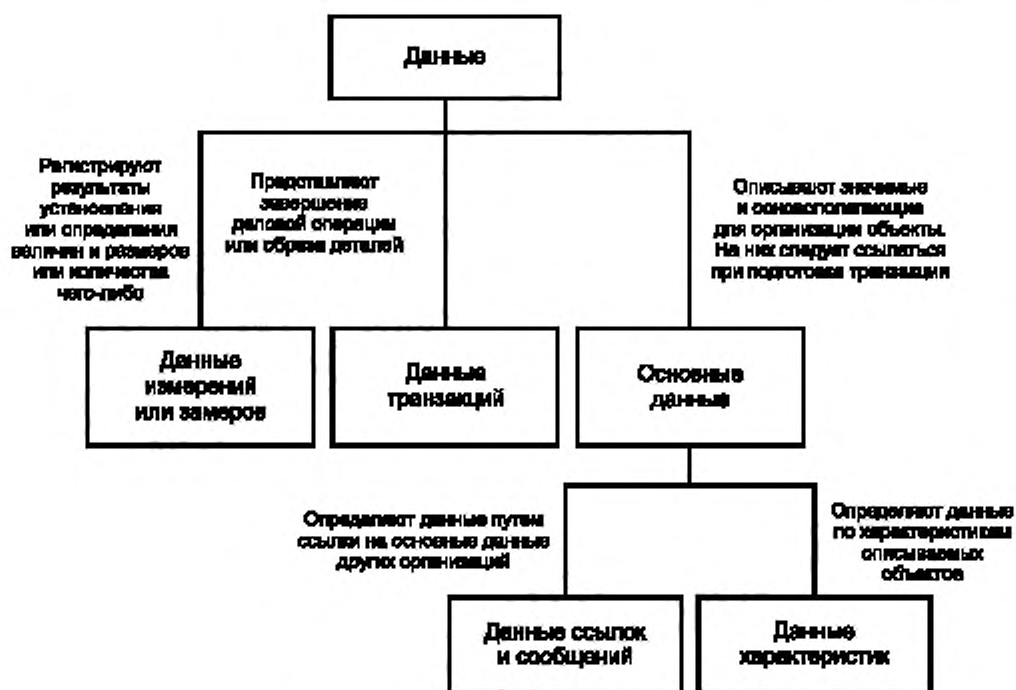 Данные
Регистрируют
результаты
установления
или определения
величин и размеров
или количества
чего-либо
Представляют
завершение
деловой операции
или сбрива деталей
Описывают значимые
и основополагающие
для организации объекты.
На них следует ссылаться
при подготовке транзакции
Данные
измерений
или замеров
Данные
транзакций
Основные
данные
Определяют данные путем
ссылки на основные данные
других организаций
Определяют данные
по характеристикам
описываемых
объектов
Данные ссылок
и сообщений
Данные
характеристик